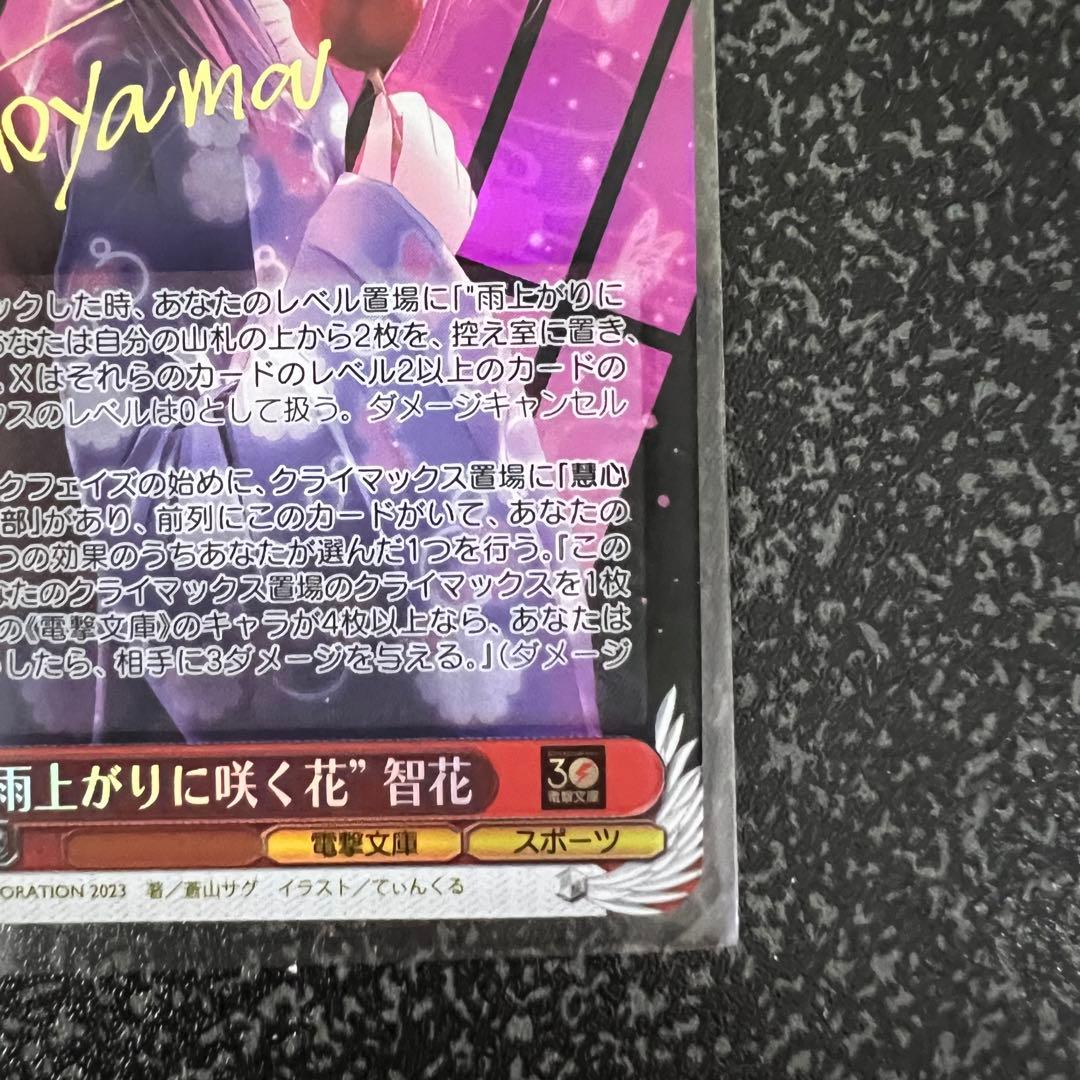 oyama
ックした時、あなたのレベル置場に「"雨上がりに
あなたは自分の山札の上から2枚を、控え室に置き、
Xはそれらのカードのレベル2以上のカードの
クスのレベルは0として扱う。ダメージキャンセル
クフェイズの始めに、クライマックス置場に「慧心
部」があり、前列にこのカードがいて、あなたの
つの効果のうちあなたが選んだ1つを行う。『この
なたのクライマックス置場のクライマックスを1枚
の《電撃文庫》のキャラが4枚以上なら、あなたは
したら、相手に3ダメージを与える。』(ダメージ
雨上がりに咲く花” 智花
30
電撃文庫
電撃文庫 スポーツ
ORATION 2023 著／蒼山サグ イラスト／てぃんくる